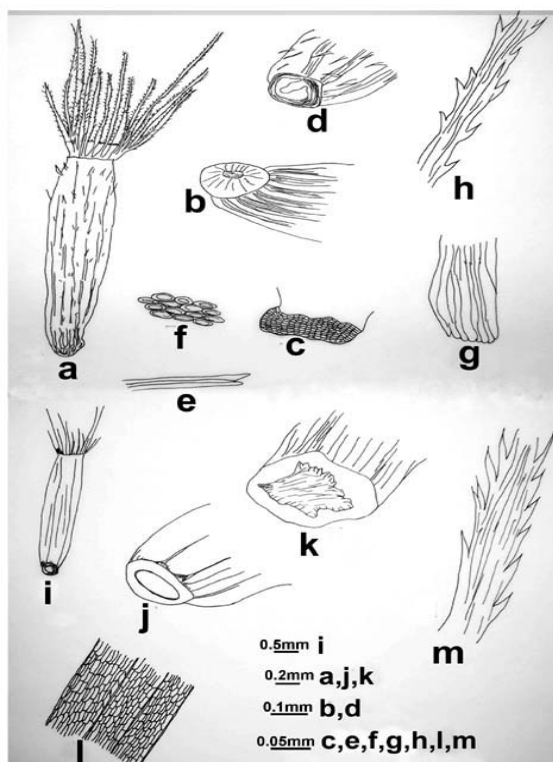 d
h
b
f
c
g
a
e
k
i
j
m
0.5mm i
0.2mm a,j,k
0.1mm b,d
0.05mm c,e,f,g,h,l,m
l